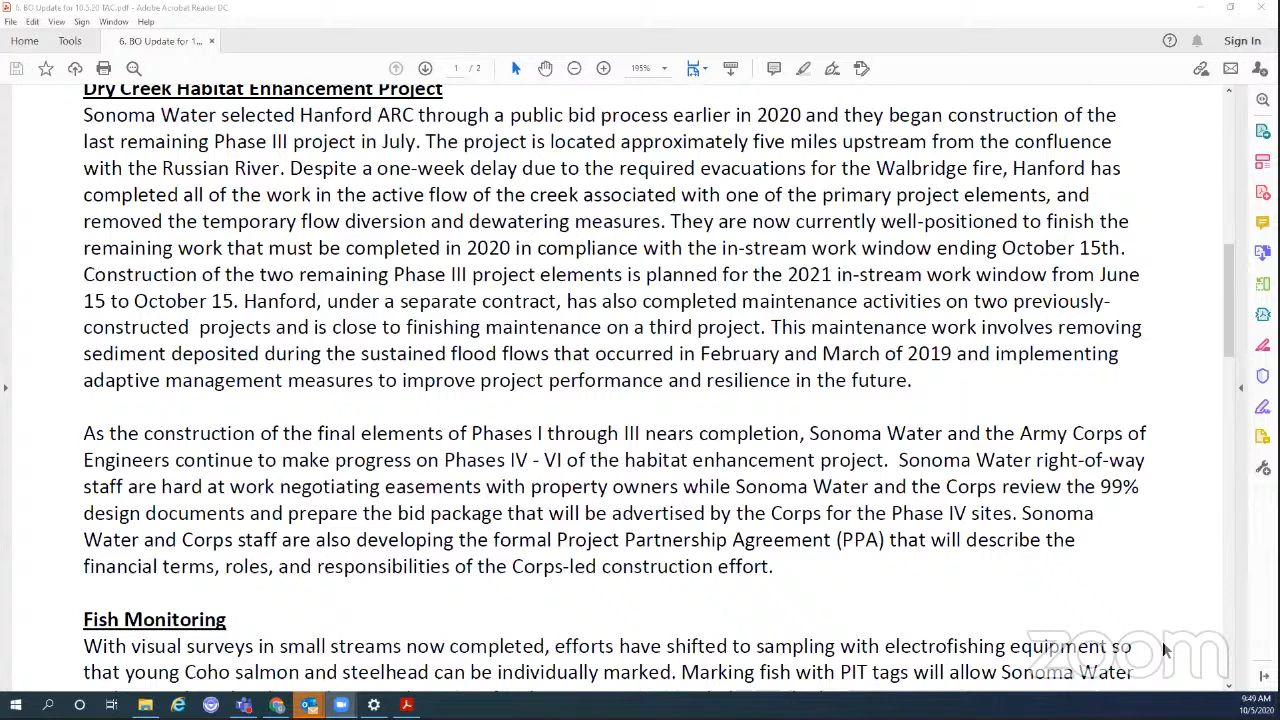 6. BO Update for 10.5.20 TAC.pdf - Adobe Acrobat Reader DC
File Edit View Sign Window Help
Home Tools 6. BO Update for 1... × Sign In
1 / 2 195%
Dry Creek Habitat Enhancement Project
Sonoma Water selected Hanford ARC through a public bid process earlier in 2020 and they began construction of the
last remaining Phase III project in July. The project is located approximately five miles upstream from the confluence
with the Russian River. Despite a one-week delay due to the required evacuations for the Walbridge fire, Hanford has
completed all of the work in the active flow of the creek associated with one of the primary project elements, and
removed the temporary flow diversion and dewatering measures. They are now currently well-positioned to finish the
remaining work that must be completed in 2020 in compliance with the in-stream work window ending October 15th.
Construction of the two remaining Phase III project elements is planned for the 2021 in-stream work window from June
15 to October 15. Hanford, under a separate contract, has also completed maintenance activities on two previously-
constructed projects and is close to finishing maintenance on a third project. This maintenance work involves removing
sediment deposited during the sustained flood flows that occurred in February and March of 2019 and implementing
adaptive management measures to improve project performance and resilience in the future.
As the construction of the final elements of Phases I through III nears completion, Sonoma Water and the Army Corps of
Engineers continue to make progress on Phases IV - VI of the habitat enhancement project. Sonoma Water right-of-way
staff are hard at work negotiating easements with property owners while Sonoma Water and the Corps review the 99%
design documents and prepare the bid package that will be advertised by the Corps for the Phase IV sites. Sonoma
Water and Corps staff are also developing the formal Project Partnership Agreement (PPA) that will describe the
financial terms, roles, and responsibilities of the Corps-led construction effort.
Fish Monitoring
With visual surveys in small streams now completed, efforts have shifted to sampling with electrofishing equipment so
that young Coho salmon and steelhead can be individually marked. Marking fish with PIT tags will allow Sonoma Water
zoom
9:49 AM
10/5/2020